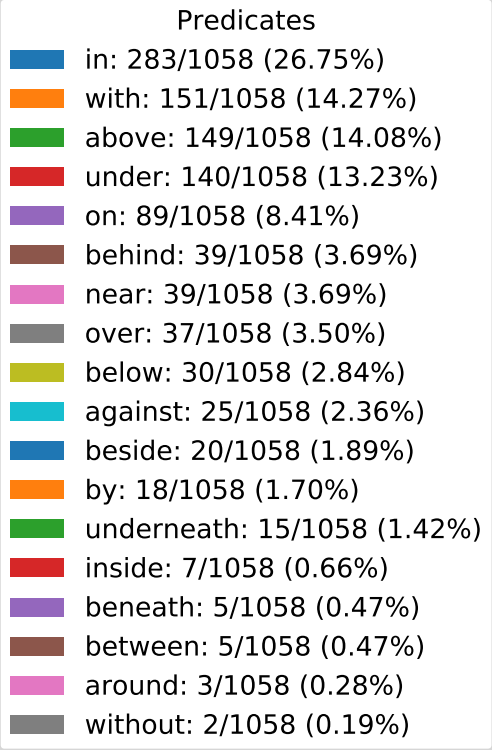 Predicates
in: 283/1058 (26.75%)
with: 151/1058 (14.27%)
above: 149/1058 (14.08%)
under: 140/1058 (13.23%)
on: 89/1058 (8.41%)
behind: 39/1058 (3.69%)
near: 39/1058 (3.69%)
over: 37/1058 (3.50%)
below: 30/1058 (2.84%)
against: 25/1058 (2.36%)
beside: 20/1058 (1.89%)
by: 18/1058 (1.70%)
underneath: 15/1058 (1.42%)
inside: 7/1058 (0.66%)
beneath: 5/1058 (0.47%)
between: 5/1058 (0.47%)
around: 3/1058 (0.28%)
without: 2/1058 (0.19%)